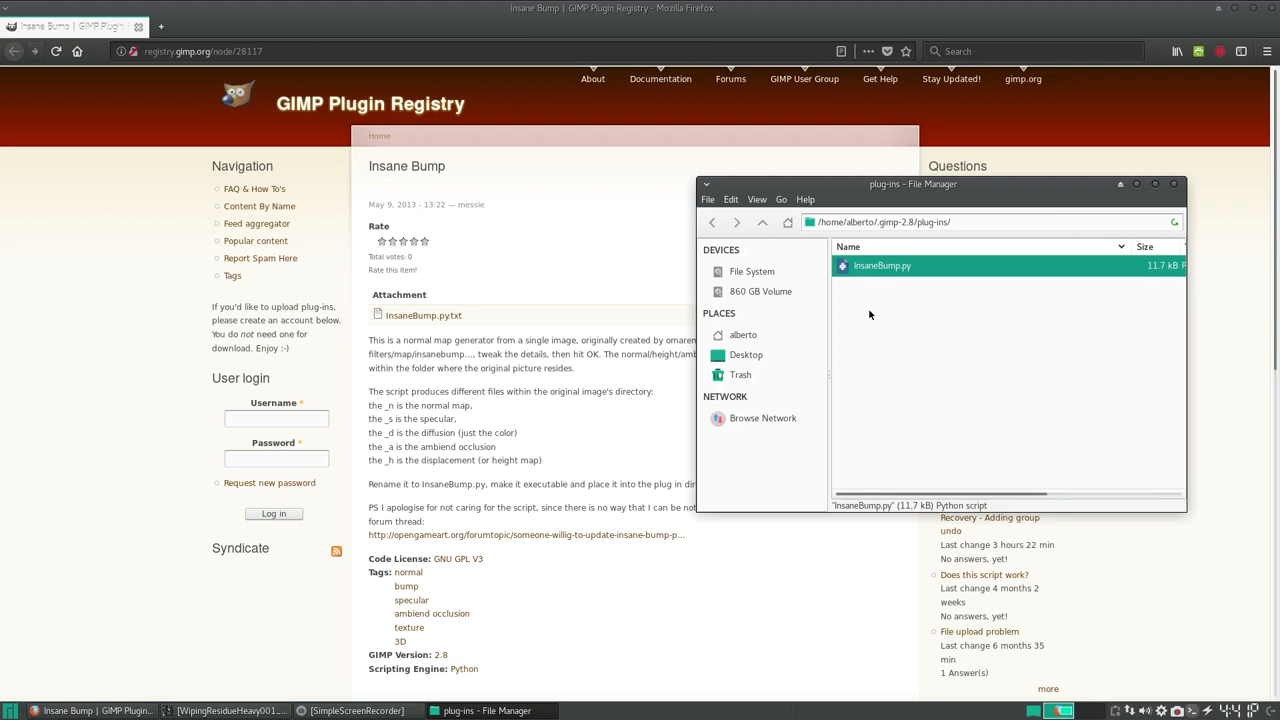 Insane Bump | GIMP Plugin Registry - Mozilla Firefox
Insane Bump | GIMP Plugin
registry.gimp.org/node/28117
Search
About
Documentation
Forums
GIMP User Group
Get Help
Stay Updated!
gimp.org
GIMP Plugin Registry
Home
Navigation
FAQ & How To's
Content By Name
Feed aggregator
Popular content
Report Spam Here
Tags
If you'd like to upload plug-ins,
please create an account below.
You do not need one for
download. Enjoy :-)
User login
Username *
Password *
Request new password
Log in
Syndicate
Insane Bump
May 9, 2013 - 13:22 — messie
Rate
Total votes: 0
Rate this item!
Attachment
InsaneBump.py.txt
This is a normal map generator from a single image, originally created by omaren
filters/map/insanebump..., tweak the details, then hit OK. The normal/height/amb
within the folder where the original picture resides.
The script produces different files within the original image's directory:
the _n is the normal map,
the _s is the specular,
the _d is the diffusion (just the color)
the _a is the ambiend occlusion
the _h is the displacement (or height map)
Rename it to InsaneBump.py, make it executable and place it into the plug in dir
PS I apologise for not caring for the script, since there is no way that I can be not
forum thread:
http://opengameart.org/forumtopic/someone-willig-to-update-insane-bump-p...
Code License: GNU GPL V3
Tags: normal
bump
specular
ambiend occlusion
texture
3D
GIMP Version: 2.8
Scripting Engine: Python
Questions
plug-ins - File Manager
File Edit View Go Help
/home/alberto/.gimp-2.8/plug-ins/
DEVICES
File System
860 GB Volume
PLACES
alberto
Desktop
Trash
NETWORK
Browse Network
Name Size
InsaneBump.py 11.7 kB P
"InsaneBump.py" (11.7 kB) Python script
Recovery - Adding group
undo
Last change 3 hours 22 min
No answers, yet!
Does this script work?
Last change 4 months 2
weeks
No answers, yet!
File upload problem
Last change 6 months 35
min
1 Answer(s)
more
Insane Bump | GIMP Plugin...
[WipingResidueHeavy001_...
[SimpleScreenRecorder]
plug-ins - File Manager